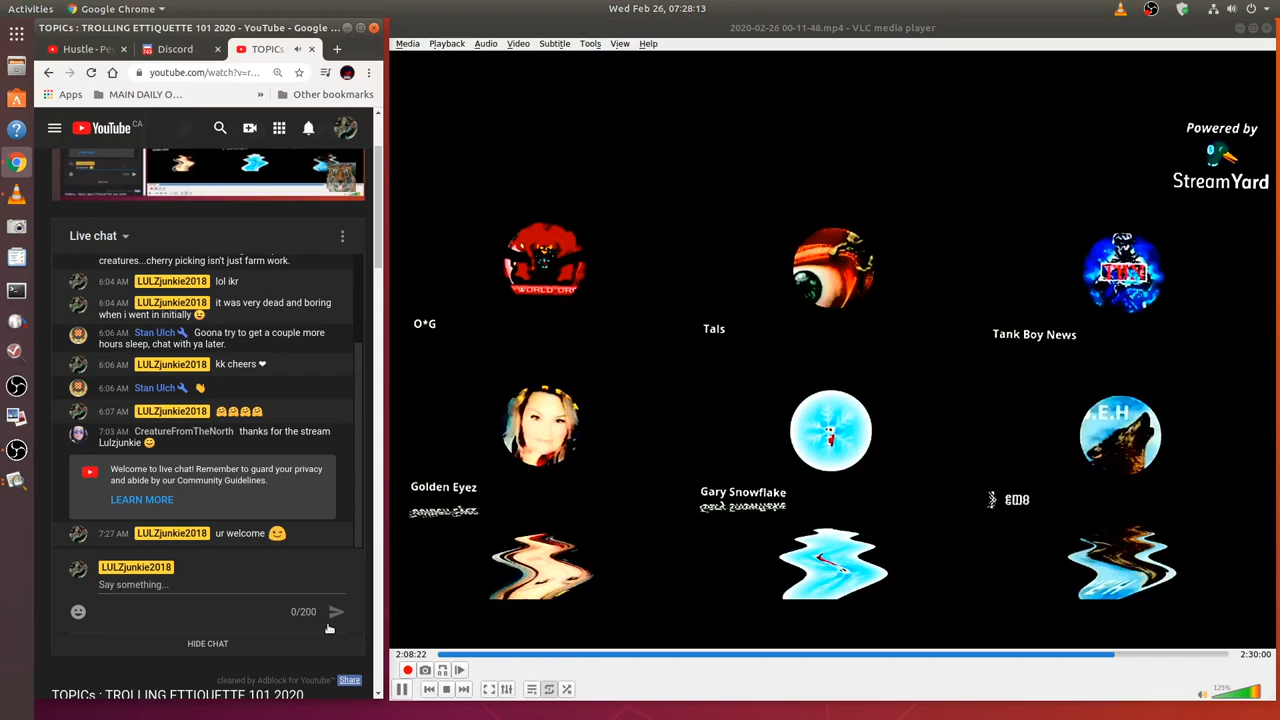 Activities
Google Chrome
Wed Feb 26, 07:28:13
TOPICs : TROLLING ETTIQUETTE 101 2020 - YouTube - Google ...
Hustle - Pe
Discord
TOPICs
youtube.com/watch?v=r...
Apps
MAIN DAILY O...
»
Other bookmarks
YouTube CA
Live chat
creatures...cherry picking isn't just farm work.
6:04 AM LULZjunkie2018 lol ikr
6:04 AM LULZjunkie2018 it was very dead and boring
when i went in initially
6:06 AM Stan Ulch Goona try to get a couple more
hours sleep, chat with ya later.
6:06 AM LULZjunkie2018 kk cheers ❤
6:06 AM Stan Ulch 👏
6:07 AM LULZjunkie2018 🤗🤗🤗🤗
7:03 AM CreatureFromTheNorth thanks for the stream
Lulzjunkie 😊
Welcome to live chat! Remember to guard your privacy
and abide by our Community Guidelines.
LEARN MORE
7:27 AM LULZjunkie2018 ur welcome 😊
LULZjunkie2018
Say something...
0/200
HIDE CHAT
cleaned by Adblock for Youtube™ Share
TOPICs : TROLLING ETTIQUETTE 101 2020
2020-02-26 00-11-48.mp4 - VLC media player
Media Playback Audio Video Subtitle Tools View Help
Powered by
StreamYard
WORLD ORD
O*G
Tals
Tank Boy News
.E.H
Golden Eyez
Gary Snowflake
2:08:22
2:30:00
125%